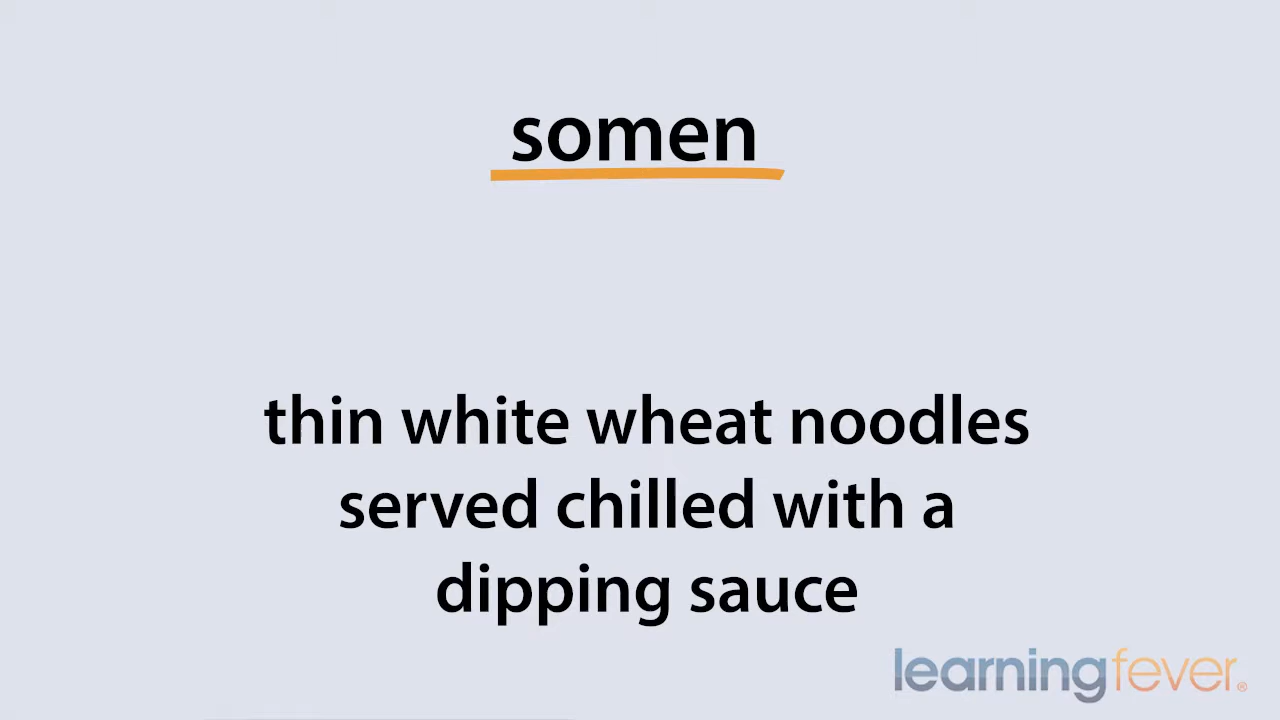 somen
thin white wheat noodles
served chilled with a
dipping sauce
learningfever®